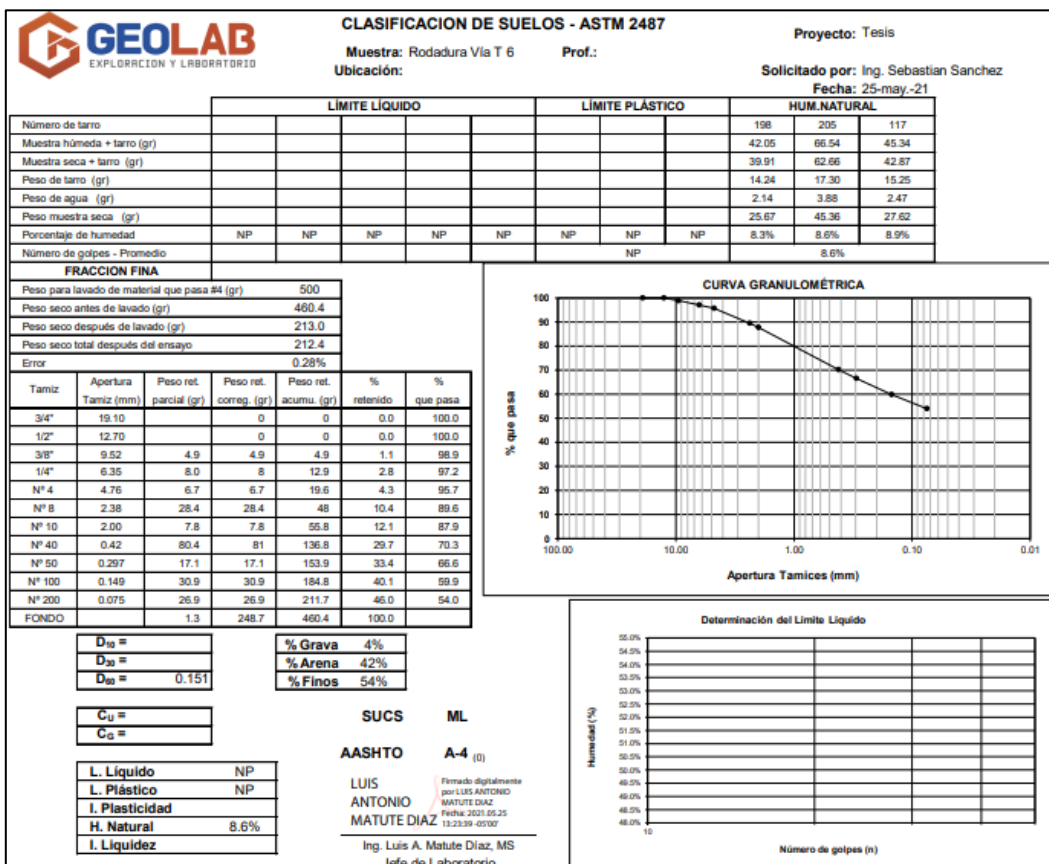 GEOLAB
EXPLORACION Y LABORATORIO
CLASIFICACION DE SUELOS - ASTM 2487
Muestra: Rodadura Vía T 6 Prof.:
Ubicación:
Proyecto: Tesis
Solicitado por: Ing. Sebastian Sanchez
Fecha: 25-may.-21
LÍMITE LÍQUIDO LÍMITE PLÁSTICO HUM.NATURAL
Número de tarro 198 205 117
Muestra húmeda + tarro (gr) 42.05 66.54 45.34
Muestra seca + tarro (gr) 39.91 62.66 42.87
Peso de tarro (gr) 14.24 17.30 15.25
Peso de agua (gr) 2.14 3.88 2.47
Peso muestra seca (gr) 25.67 45.36 27.62
Porcentaje de humedad NP NP NP NP NP NP NP NP 8.3% 8.6% 8.9%
Número de golpes - Promedio NP 8.6%
FRACCION FINA
Peso para lavado de material que pasa #4 (gr) 500
Peso seco antes de lavado (gr) 460.4
Peso seco después de lavado (gr) 213.0
Peso seco total después del ensayo 212.4
Error 0.28%
Tamiz Apertura Peso ret. Peso ret. Peso ret. % %
Tamiz (mm) parcial (gr) correg. (gr) acumu. (gr) retenido que pasa
3/4" 19.10 0 0 0.0 100.0
1/2" 12.70 0 0 0.0 100.0
3/8" 9.52 4.9 4.9 4.9 1.1 98.9
1/4" 6.35 8.0 8 12.9 2.8 97.2
Nº 4 4.76 6.7 6.7 19.6 4.3 95.7
Nº 8 2.38 28.4 28.4 48 10.4 89.6
Nº 10 2.00 7.8 7.8 55.8 12.1 87.9
Nº 40 0.42 80.4 81 136.8 29.7 70.3
Nº 50 0.297 17.1 17.1 153.9 33.4 66.6
Nº 100 0.149 30.9 30.9 184.8 40.1 59.9
Nº 200 0.075 26.9 26.9 211.7 46.0 54.0
FONDO 1.3 248.7 460.4 100.0
CURVA GRANULOMÉTRICA
% que pasa
100
90
80
70
60
50
40
30
20
10
0
100.00 10.00 1.00 0.10 0.01
Apertura Tamices (mm)
D10 =
D30 =
D60 = 0.151
% Grava 4%
% Arena 42%
% Finos 54%
CU =
CG =
SUCS ML
AASHTO A-4 (0)
L. Líquido NP
L. Plástico NP
I. Plasticidad
H. Natural 8.6%
I. Liquidez
LUIS
ANTONIO
MATUTE DIAZ
Firmado digitalmente
por LUIS ANTONIO
MATUTE DIAZ
Fecha: 2021.05.25
13:23:39 -05'00'
Ing. Luis A. Matute Díaz, MS
Jefe de Laboratorio
Determinación del Límite Líquido
Humedad (%)
55.0%
54.5%
54.0%
53.5%
53.0%
52.5%
52.0%
51.5%
51.0%
50.5%
50.0%
49.5%
49.0%
48.5%
48.0%
10
Número de golpes (n)